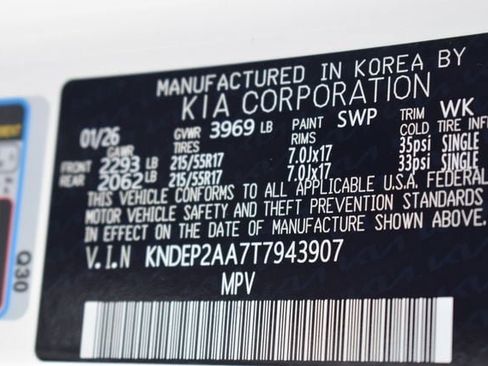 MANUFACTURED IN KOREA BY
KIA CORPORATION
01/26 GVWR 3969 LB PAINT SWP TRIM WK
GAWR RIMS COLD TIRE INFL
FRONT 2293 LB 215/55R17 7.0Jx17 35psi SINGLE
REAR 2062 LB 215/55R17 7.0Jx17 33psi SINGLE
THIS VEHICLE CONFORMS TO ALL APPLICABLE U.S.A. FEDERAL
MOTOR VEHICLE SAFETY AND THEFT PREVENTION STANDARDS
IN EFFECT ON THE DATE OF MANUFACTURE SHOWN ABOVE.
V.I.N KNDEP2AA7T7943907
MPV
Q30